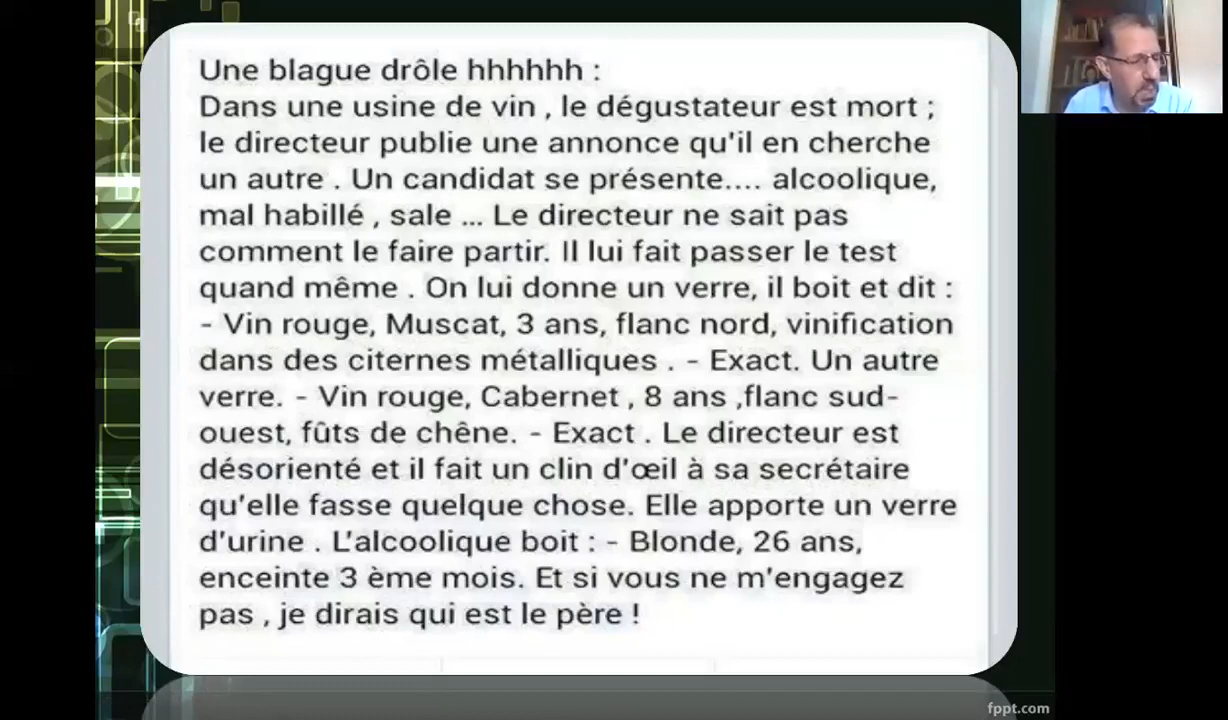 Une blague drôle hhhhhh :
Dans une usine de vin , le dégustateur est mort ;
le directeur publie une annonce qu'il en cherche
un autre . Un candidat se présente.... alcoolique,
mal habillé , sale ... Le directeur ne sait pas
comment le faire partir. Il lui fait passer le test
quand même . On lui donne un verre, il boit et dit :
- Vin rouge, Muscat, 3 ans, flanc nord, vinification
dans des citernes métalliques . - Exact. Un autre
verre. - Vin rouge, Cabernet , 8 ans ,flanc sud-
ouest, fûts de chêne. - Exact . Le directeur est
désorienté et il fait un clin d'œil à sa secrétaire
qu'elle fasse quelque chose. Elle apporte un verre
d'urine . L'alcoolique boit : - Blonde, 26 ans,
enceinte 3 ème mois. Et si vous ne m'engagez
pas , je dirais qui est le père !
fppt.com